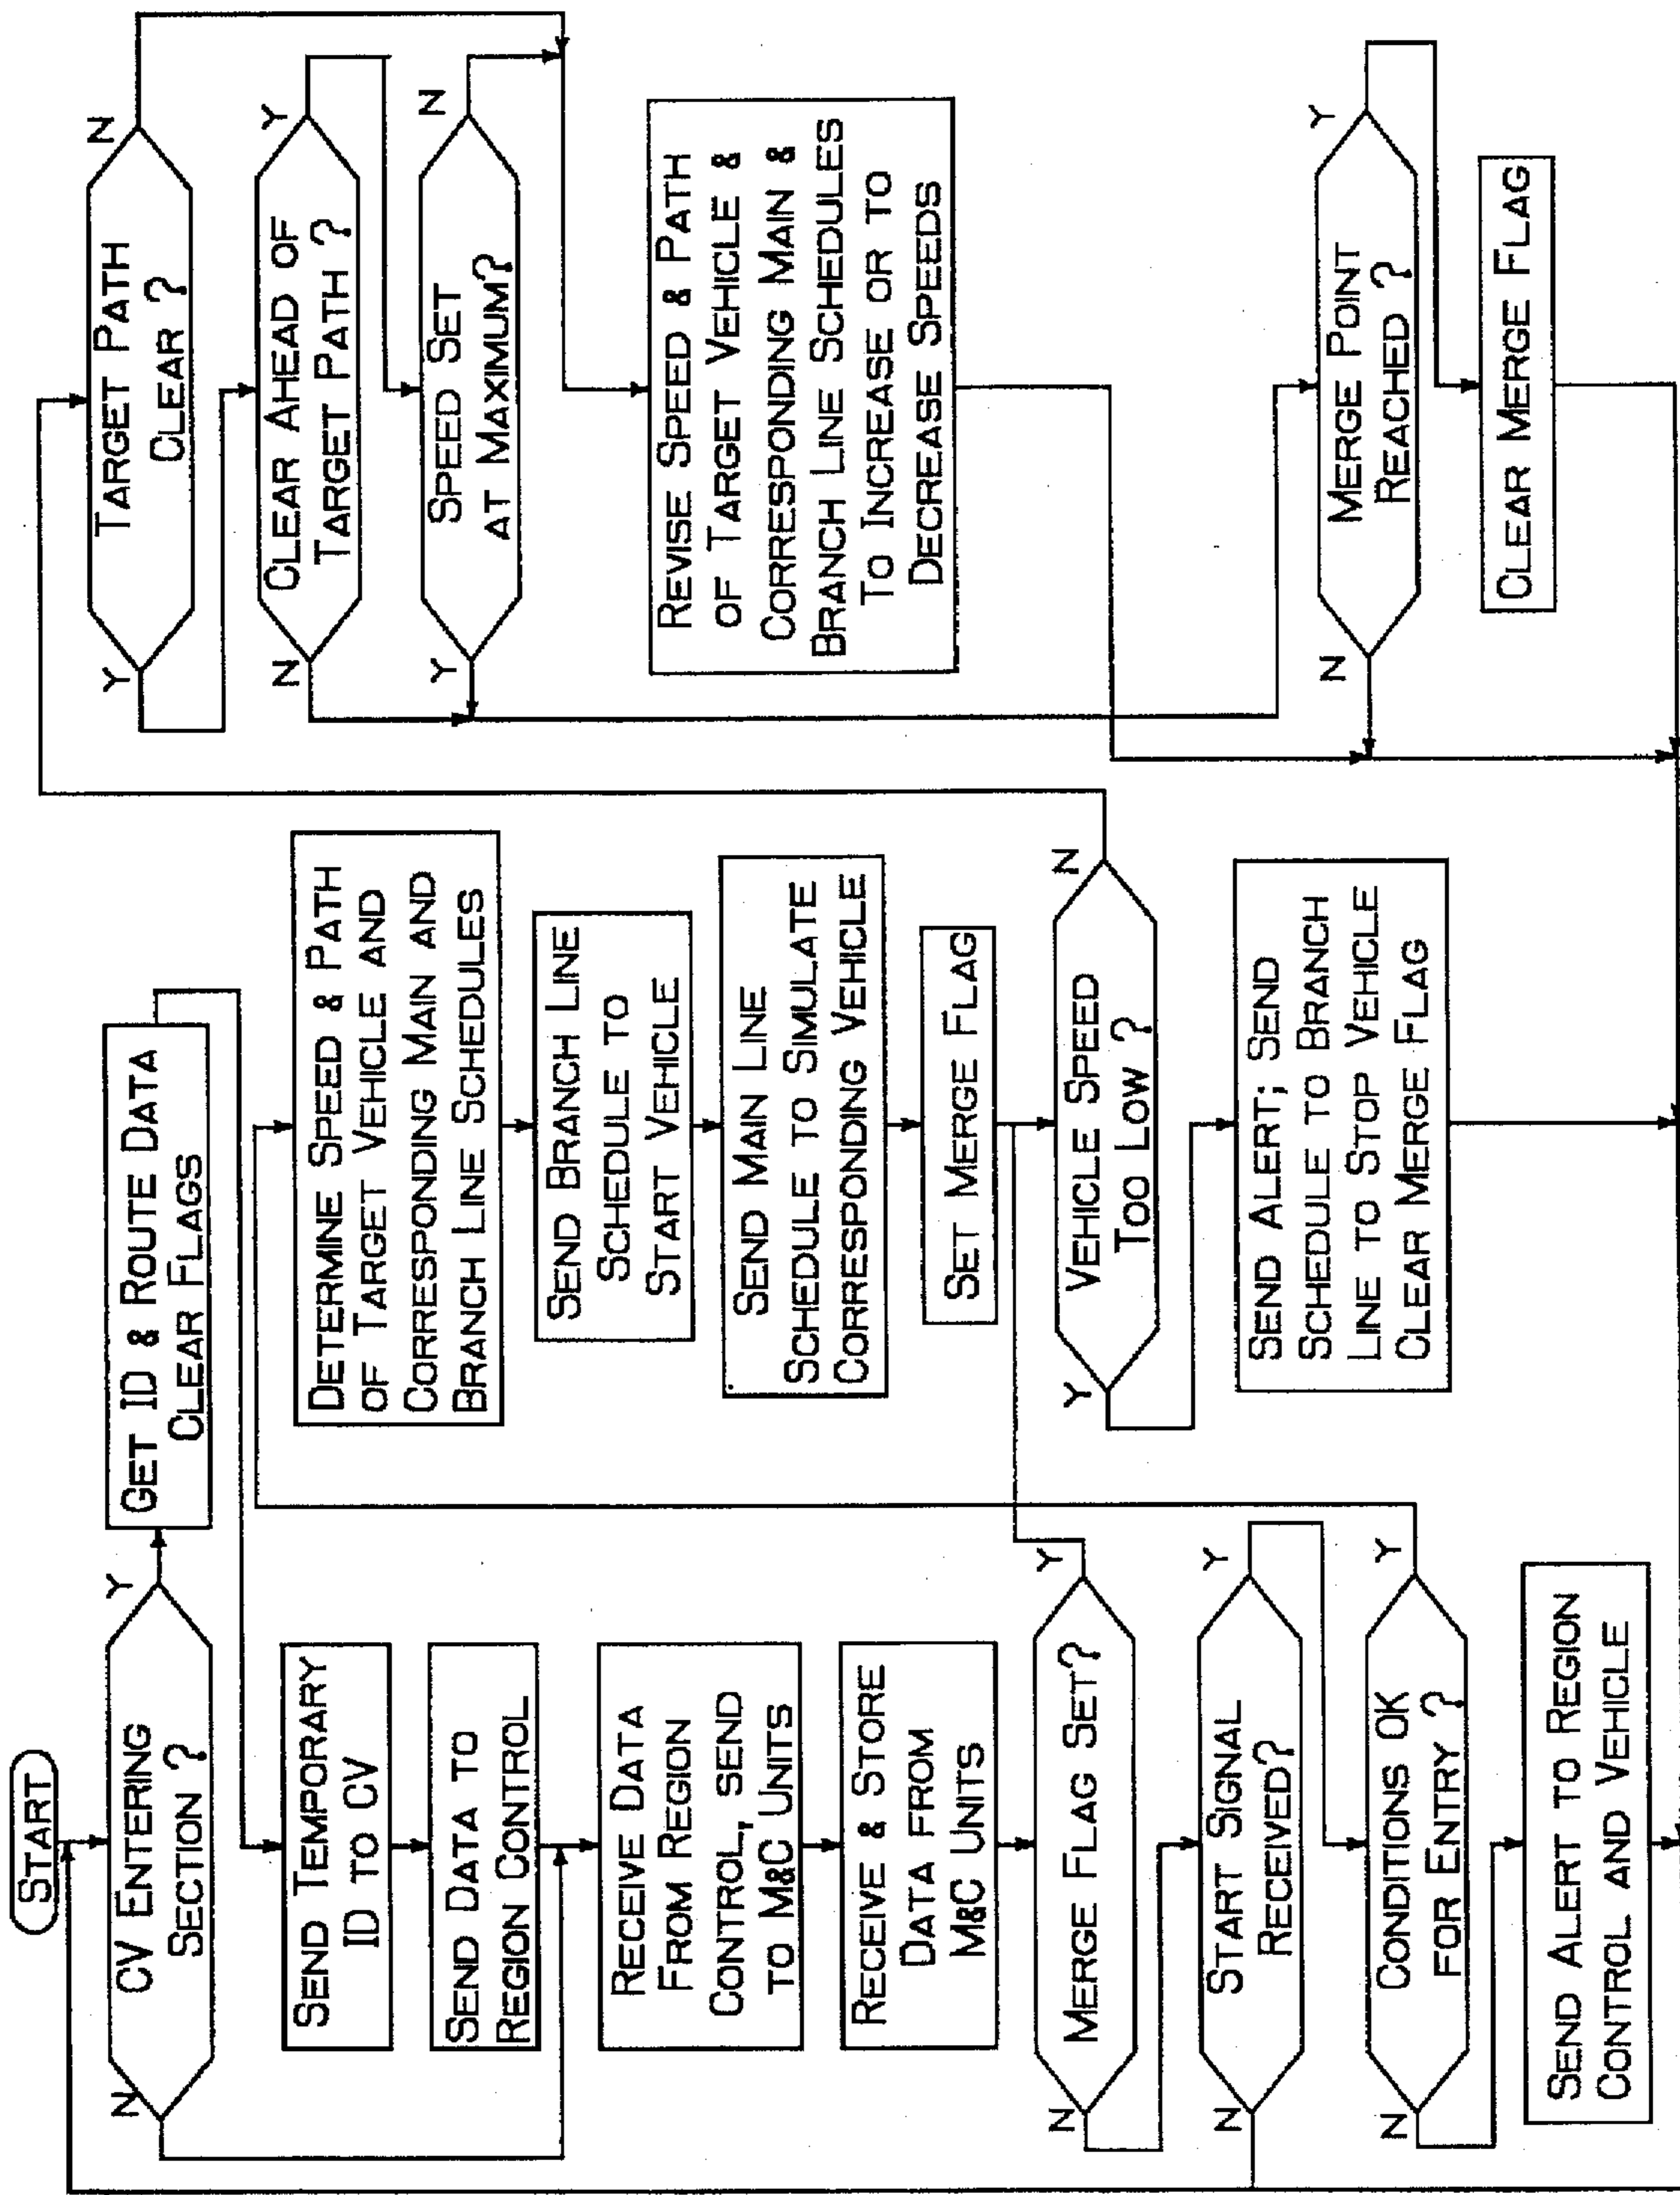 START
CV ENTERING
SECTION ?
Y
N
GET ID & ROUTE DATA
CLEAR FLAGS
SEND TEMPORARY
ID TO CV
SEND DATA TO
REGION CONTROL
RECEIVE DATA
FROM REGION
CONTROL, SEND
TO M&C UNITS
RECEIVE & STORE
DATA FROM
M&C UNITS
MERGE FLAG SET?
Y
N
START SIGNAL
RECEIVED?
Y
N
CONDITIONS OK
FOR ENTRY ?
Y
N
SEND ALERT TO REGION
CONTROL AND VEHICLE
DETERMINE SPEED & PATH
OF TARGET VEHICLE AND
CORRESPONDING MAIN AND
BRANCH LINE SCHEDULES
SEND BRANCH LINE
SCHEDULE TO
START VEHICLE
SEND MAIN LINE
SCHEDULE TO SIMULATE
CORRESPONDING VEHICLE
SET MERGE FLAG
VEHICLE SPEED
TOO LOW ?
Y
N
SEND ALERT; SEND
SCHEDULE TO BRANCH
LINE TO STOP VEHICLE
CLEAR MERGE FLAG
TARGET PATH
CLEAR ?
Y
N
CLEAR AHEAD OF
TARGET PATH ?
N
Y
SPEED SET
AT MAXIMUM?
Y
N
REVISE SPEED & PATH
OF TARGET VEHICLE &
CORRESPONDING MAIN &
BRANCH LINE SCHEDULES
TO INCREASE OR TO
DECREASE SPEEDS
MERGE POINT
REACHED ?
N
Y
CLEAR MERGE FLAG